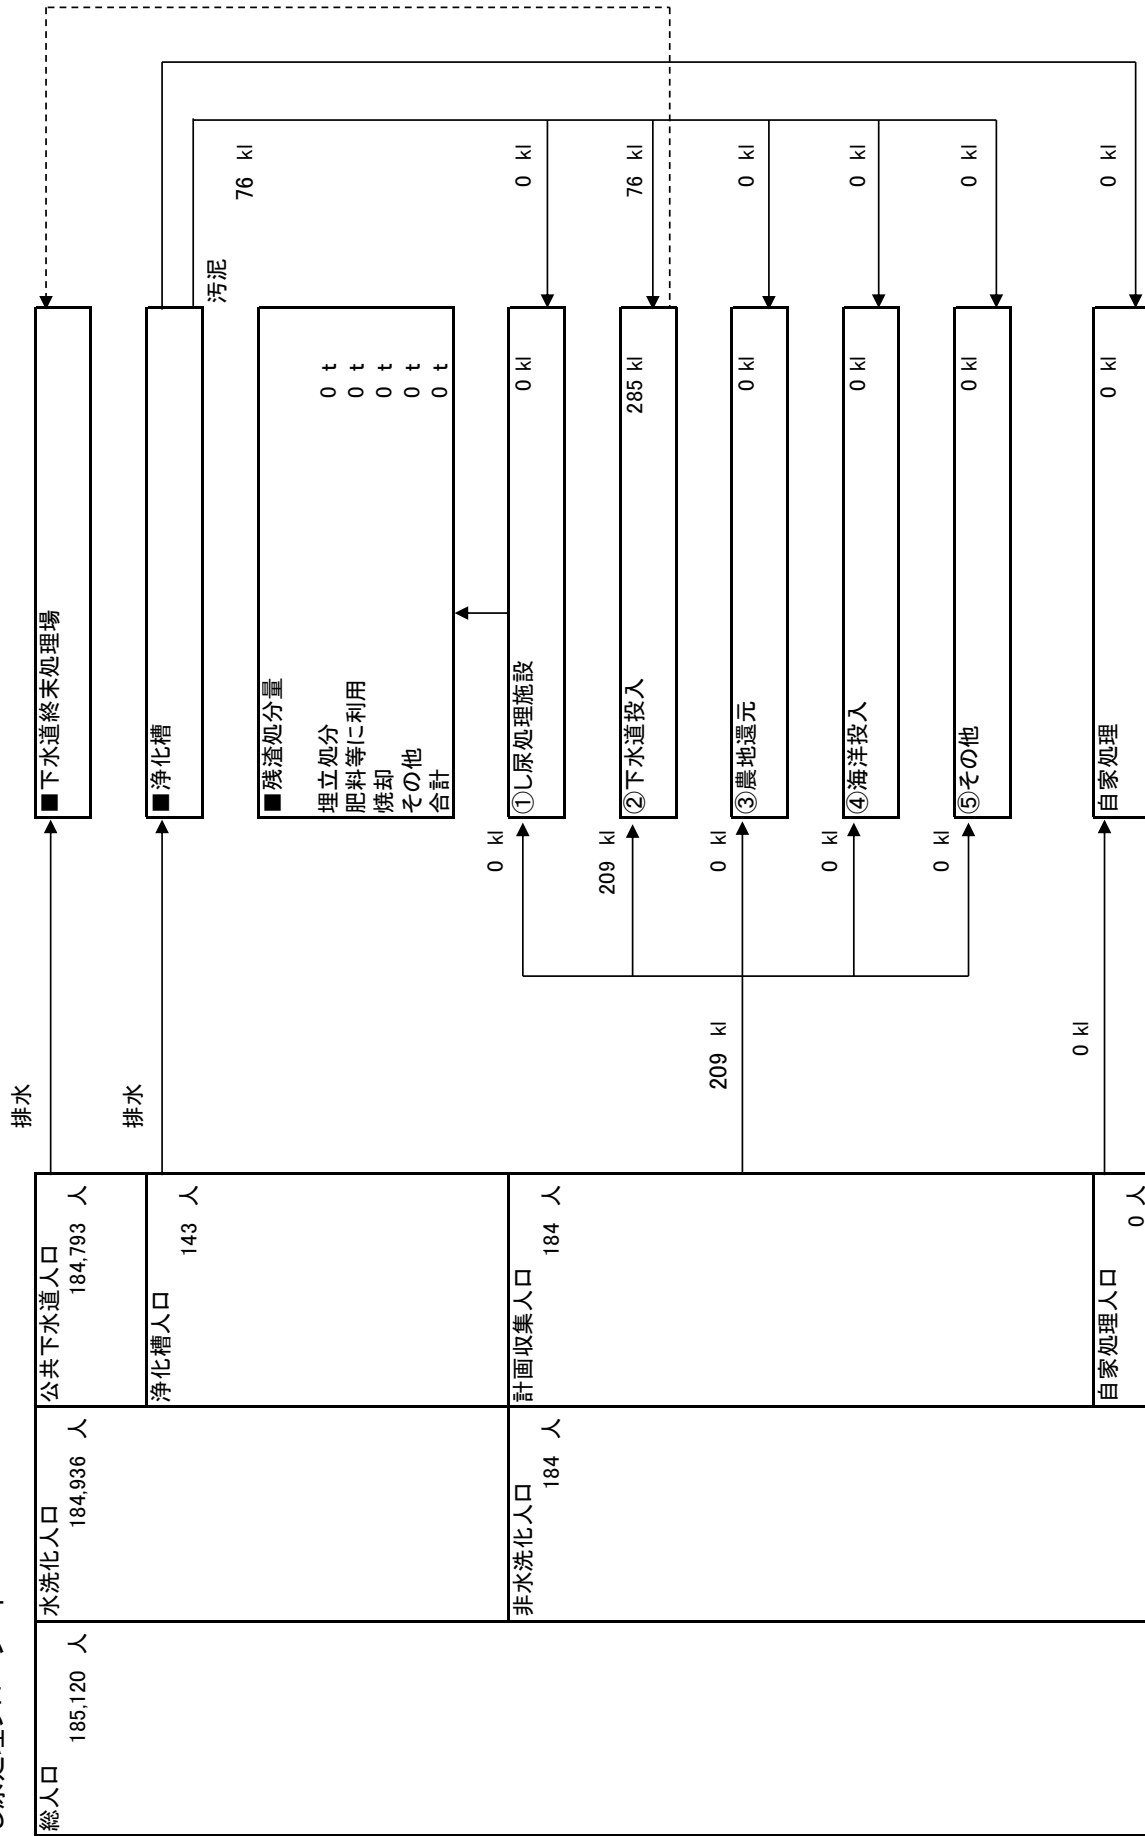 総人口
185,120 人
水洗化人口
184,936 人
公共下水道人口
184,793 人
浄化槽人口
143 人
非水洗化人口
184 人
計画収集人口
184 人
自家処理人口
0 人
排水
排水
209 kl
0 kl
0 kl
209 kl
0 kl
0 kl
0 kl
■下水道終末処理場
■浄化槽
■残渣処分量
埋立処分 0 t
肥料等に利用 0 t
焼却 0 t
その他 0 t
合計 0 t
①し尿処理施設 0 kl
②下水道投入 285 kl
③農地還元 0 kl
④海洋投入 0 kl
⑤その他 0 kl
自家処理 0 kl
汚泥
76 kl
0 kl
76 kl
0 kl
0 kl
0 kl
0 kl